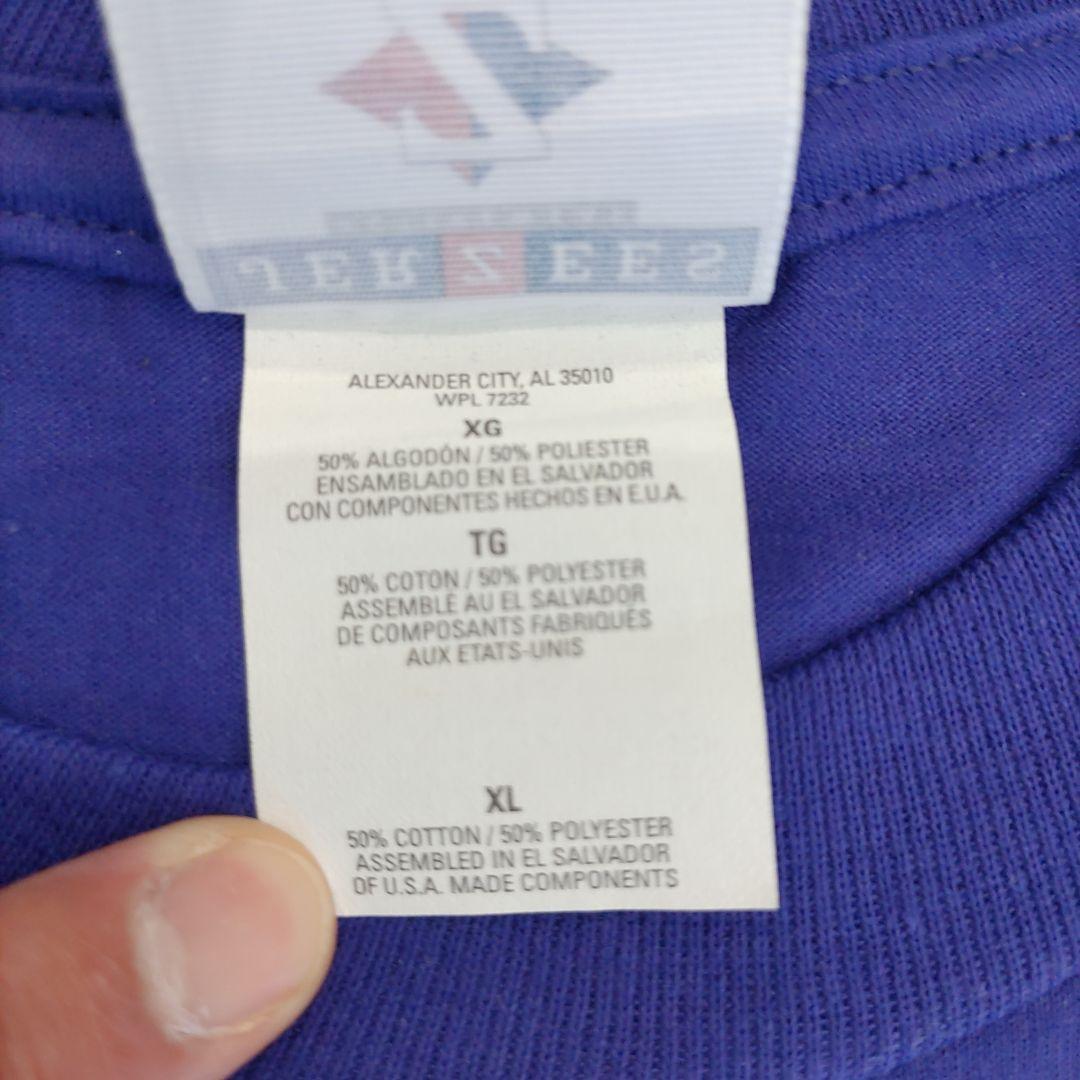 JERZEES
ALEXANDER CITY, AL 35010
WPL 7232
XG
50% ALGODÓN / 50% POLIESTER
ENSAMBLADO EN EL SALVADOR
CON COMPONENTES HECHOS EN E.U.A.
TG
50% COTON / 50% POLYESTER
ASSEMBLÉ AU EL SALVADOR
DE COMPOSANTS FABRIQUÉS
AUX ETATS-UNIS
XL
50% COTTON / 50% POLYESTER
ASSEMBLED IN EL SALVADOR
OF U.S.A. MADE COMPONENTS